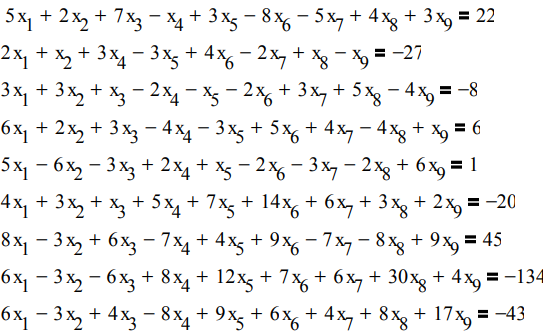 5x₁ + 2x₂ + 7x₃ − x₄ + 3x₅ − 8x₆ − 5x₇ + 4x₈ + 3x₉ = 22
2x₁ + x₂ + 3x₄ − 3x₅ + 4x₆ − 2x₇ + x₈ − x₉ = −27
3x₁ + 3x₂ + x₃ − 2x₄ − x₅ − 2x₆ + 3x₇ + 5x₈ − 4x₉ = −8
6x₁ + 2x₂ + 3x₃ − 4x₄ − 3x₅ + 5x₆ + 4x₇ − 4x₈ + x₉ = 6
5x₁ − 6x₂ − 3x₃ + 2x₄ + x₅ − 2x₆ − 3x₇ − 2x₈ + 6x₉ = 1
4x₁ + 3x₂ + x₃ + 5x₄ + 7x₅ + 14x₆ + 6x₇ + 3x₈ + 2x₉ = −20
8x₁ − 3x₂ + 6x₃ − 7x₄ + 4x₅ + 9x₆ − 7x₇ − 8x₈ + 9x₉ = 45
6x₁ − 3x₂ − 6x₃ + 8x₄ + 12x₅ + 7x₆ + 6x₇ + 30x₈ + 4x₉ = −134
6x₁ − 3x₂ + 4x₃ − 8x₄ + 9x₅ + 6x₆ + 4x₇ + 8x₈ + 17x₉ = −43